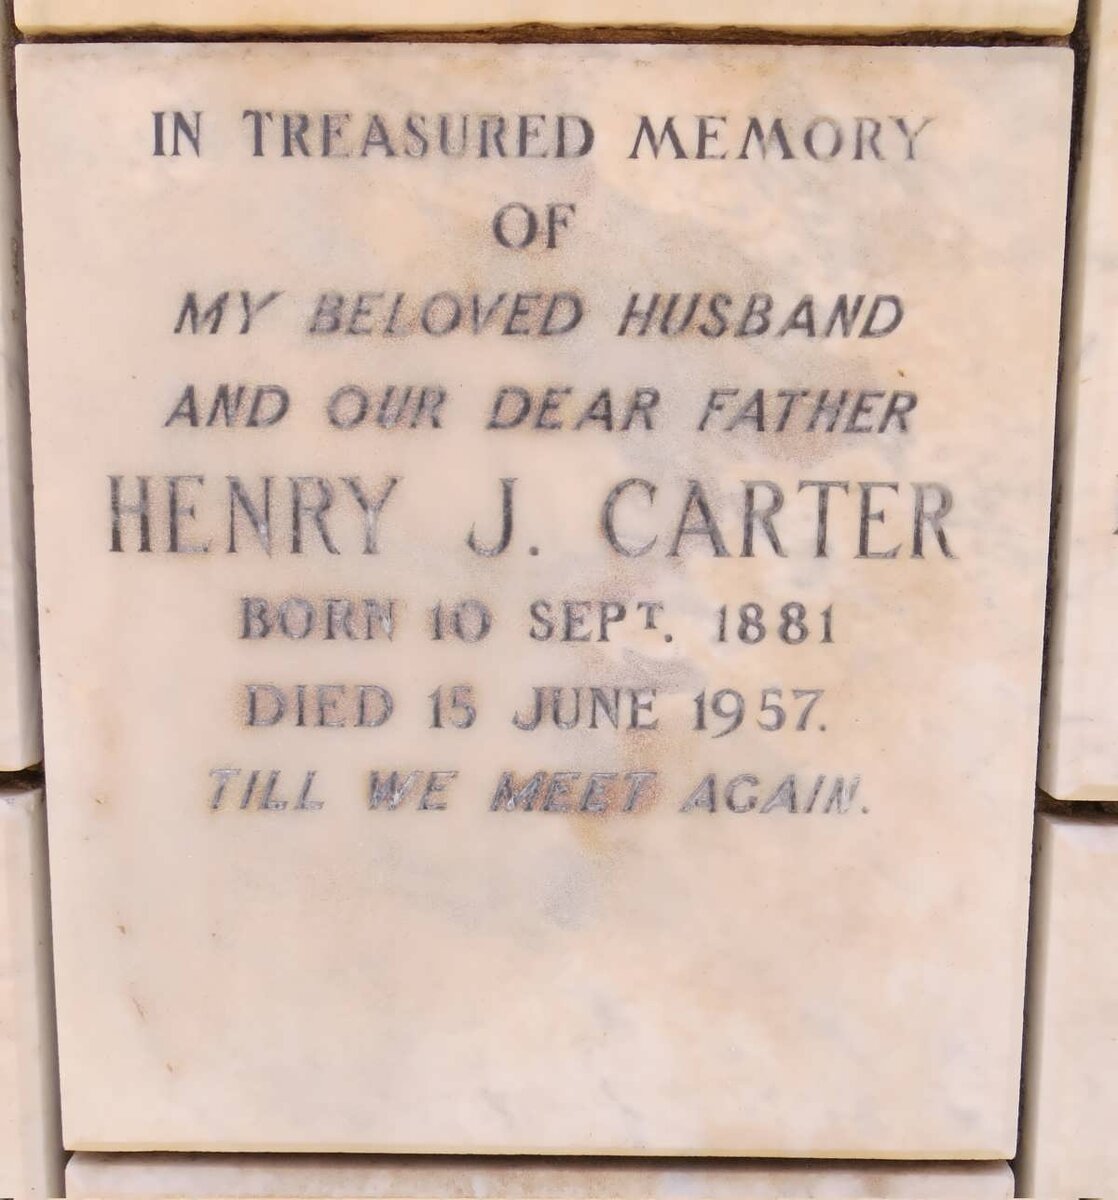 IN TREASURED MEMORY
OF
MY BELOVED HUSBAND
AND OUR DEAR FATHER
HENRY J. CARTER
BORN 10 SEPT. 1881
DIED 15 JUNE 1957.
TILL WE MEET AGAIN.